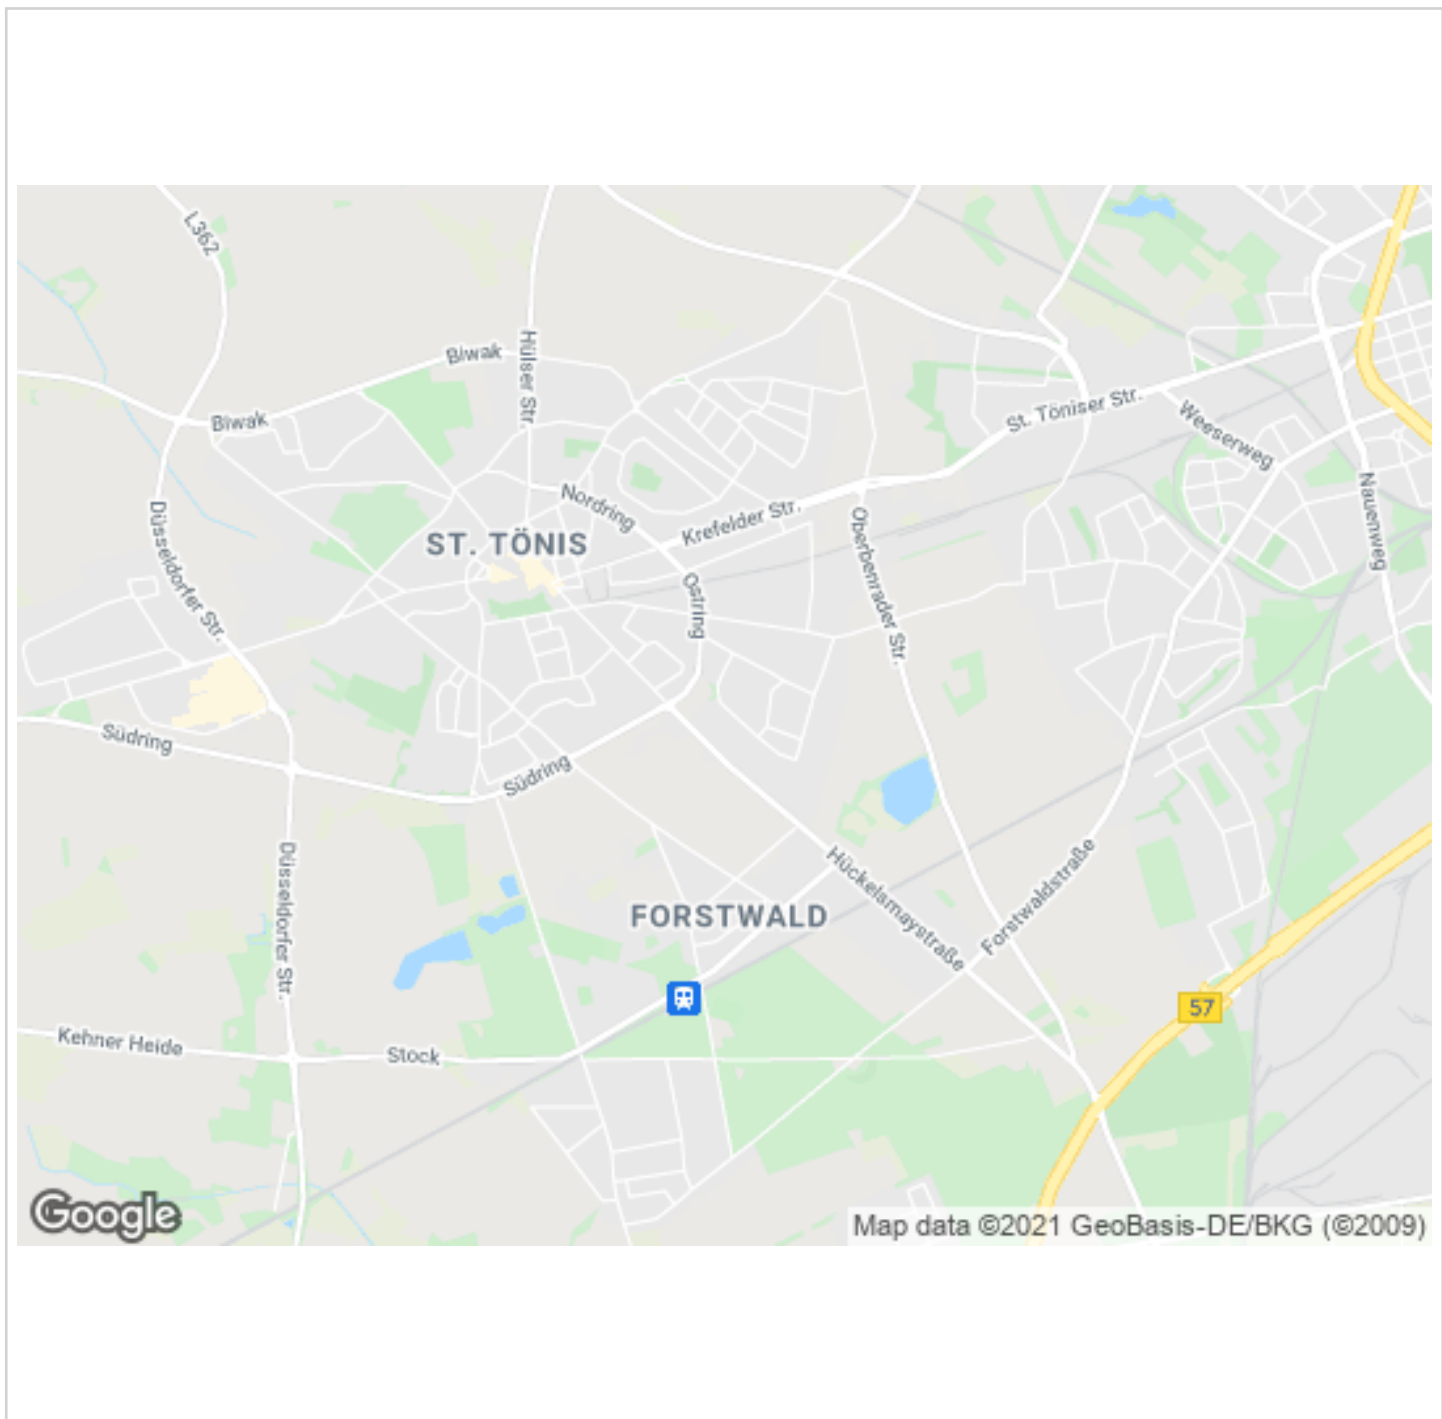 L362
Biwak
Hülser Str.
Biwak
St. Töniser Str.
Weeserweg
Nauenweg
Nordring
Krefelder Str.
Oberbenrader Str.
Düsseldorfer Str.
ST. TÖNIS
Ostring
Südring
Südring
Düsseldorfer Str.
Hückelsmaystraße
Forstwaldstraße
FORSTWALD
57
Kehner Heide
Stock
Google
Map data ©2021 GeoBasis-DE/BKG (©2009)